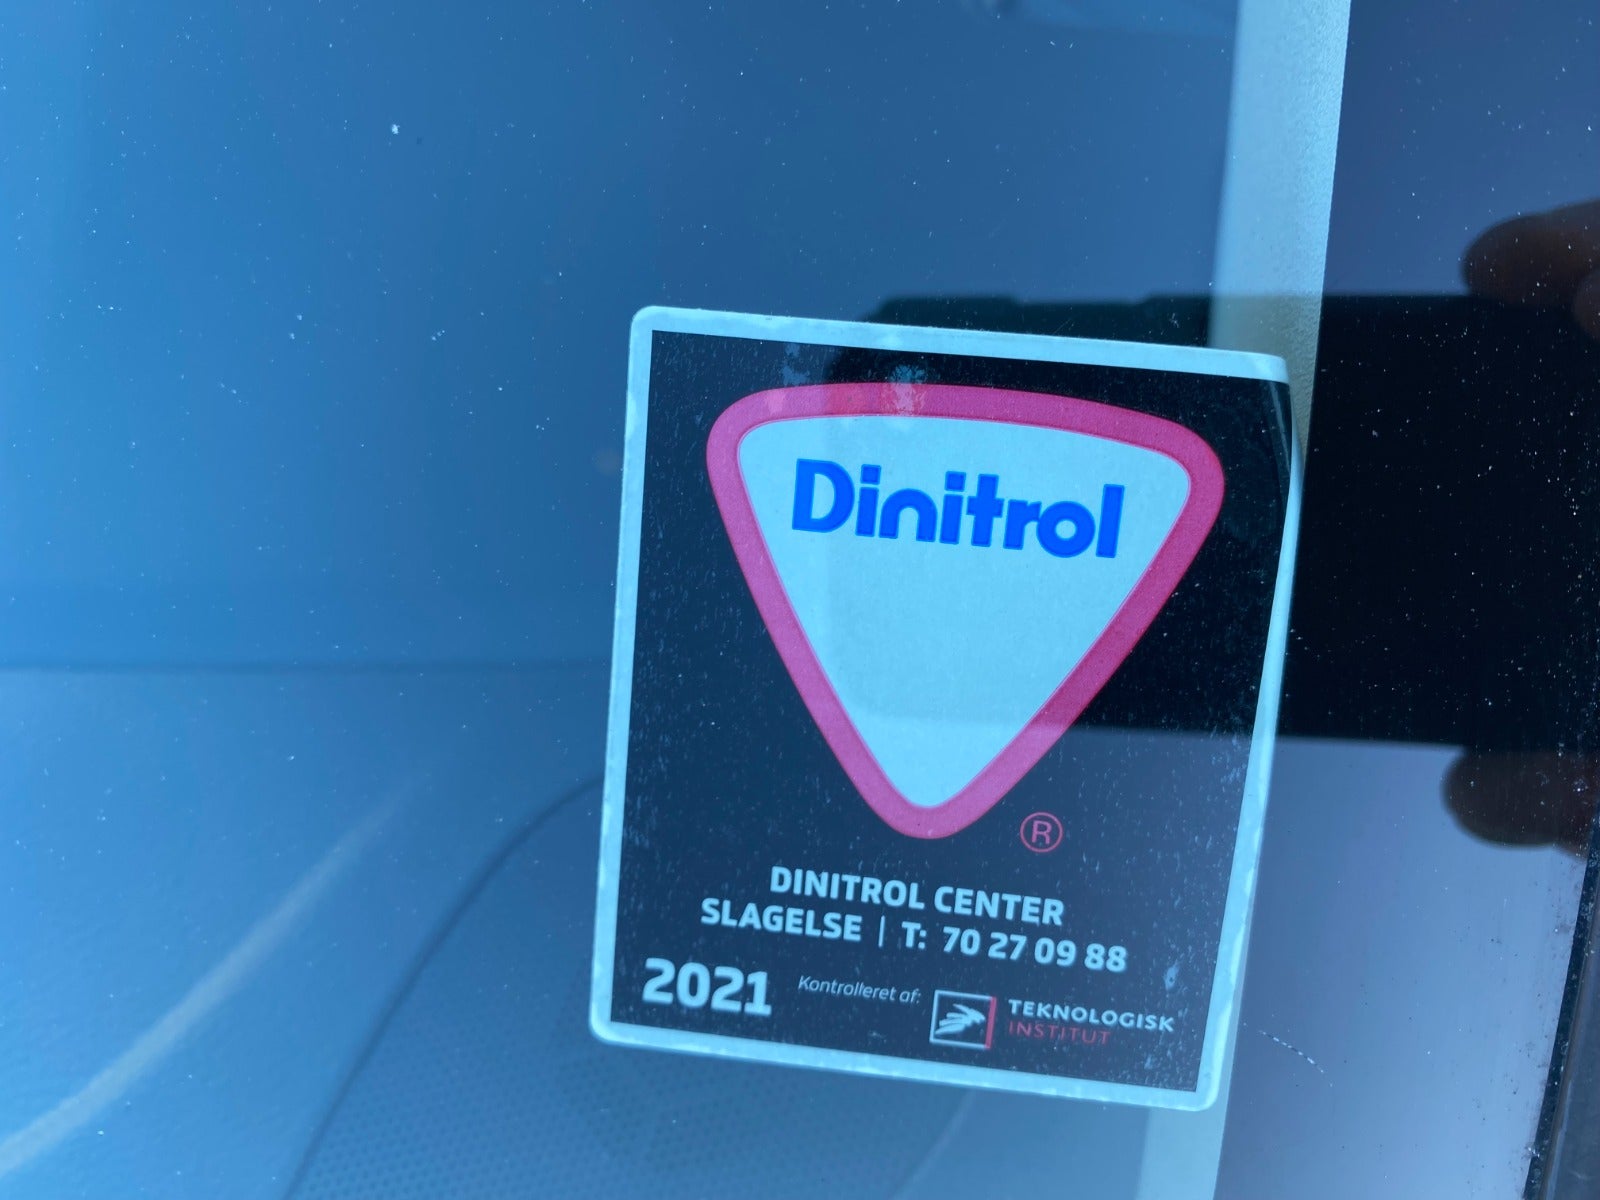 Dinitrol
®
DINITROL CENTER
SLAGELSE | T: 70 27 09 88
2021 Kontrolleret af: TEKNOLOGISK
INSTITUT